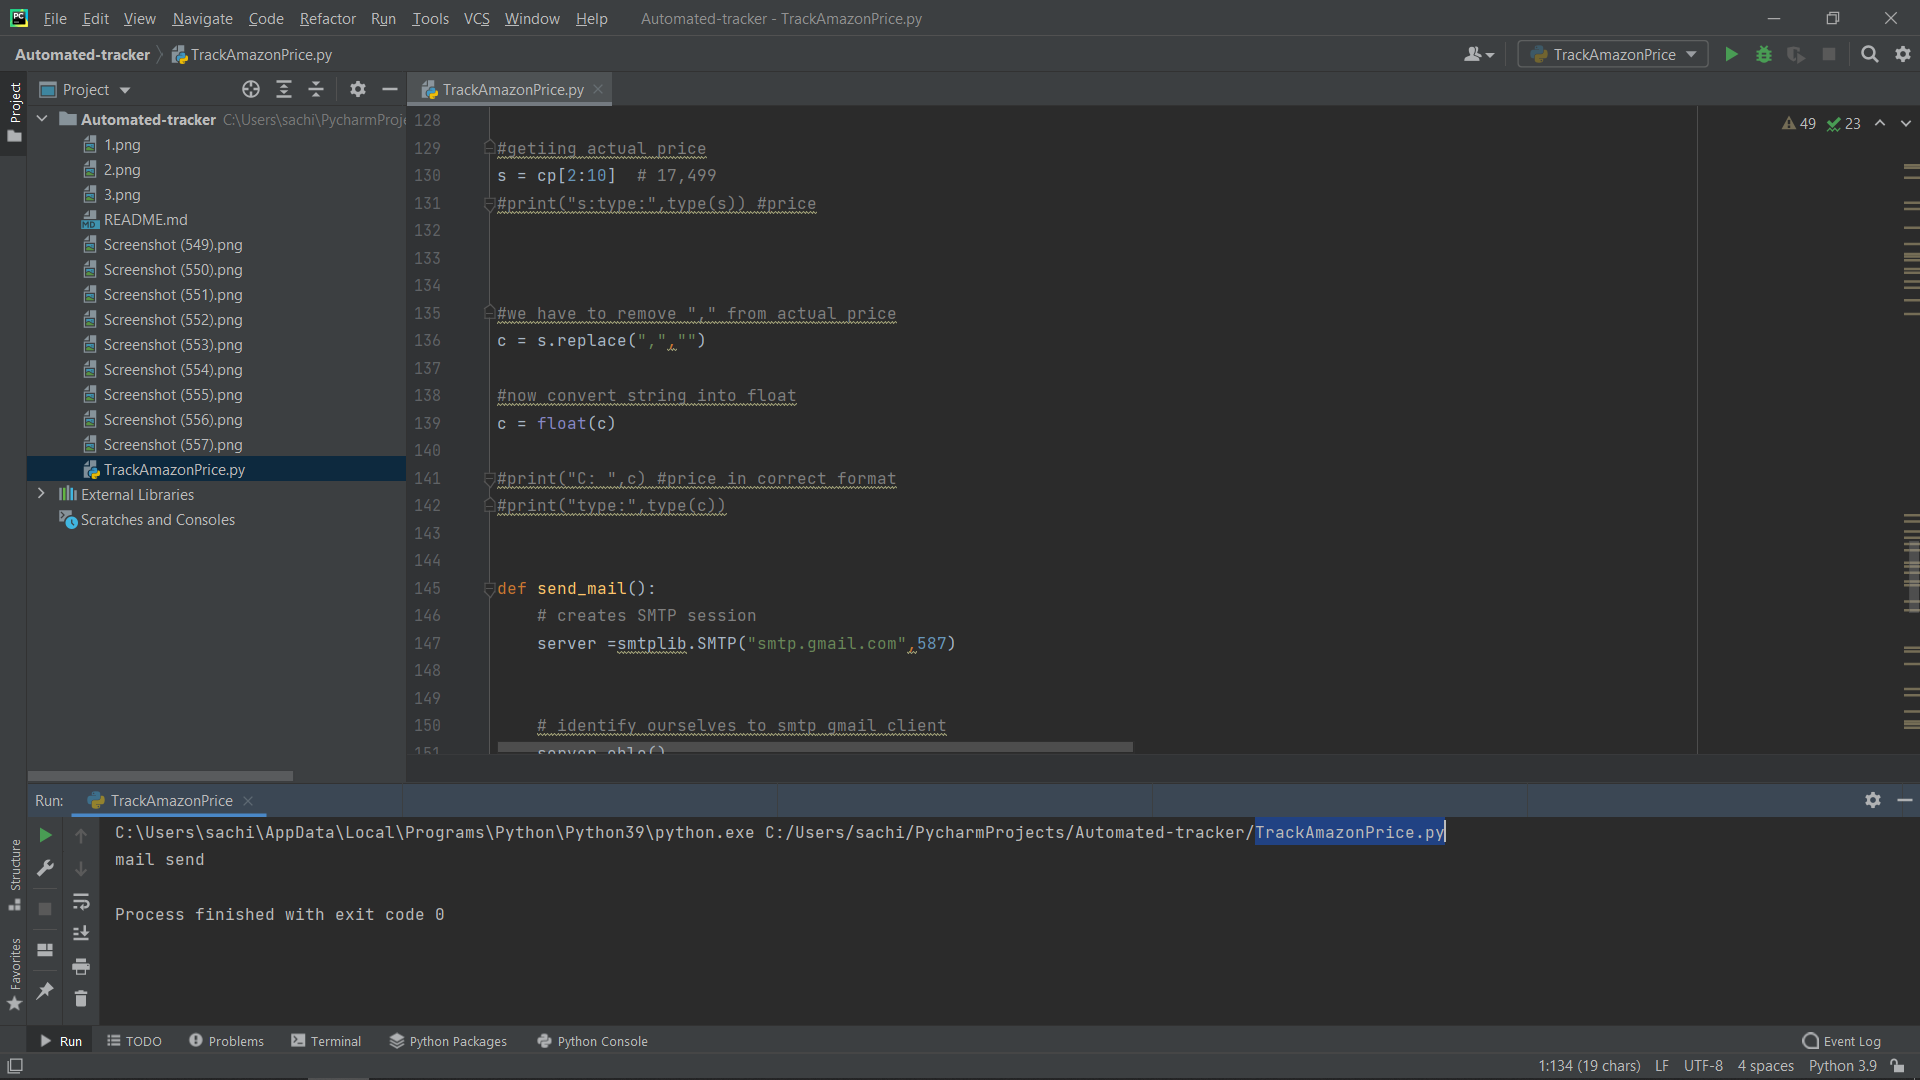 PC File Edit View Navigate Code Refactor Run Tools VCS Window Help Automated-tracker - TrackAmazonPrice.py
Automated-tracker TrackAmazonPrice.py TrackAmazonPrice
Project Project TrackAmazonPrice.py
Automated-tracker C:\Users\sachi\PycharmProje
1.png
2.png
3.png
README.md
Screenshot (549).png
Screenshot (550).png
Screenshot (551).png
Screenshot (552).png
Screenshot (553).png
Screenshot (554).png
Screenshot (555).png
Screenshot (556).png
Screenshot (557).png
TrackAmazonPrice.py
External Libraries
Scratches and Consoles
49 23
128
129 #getiing actual price
130 s = cp[2:10]  # 17,499
131 #print("s:type:",type(s)) #price
132
133
134
135 #we have to remove "," from actual price
136 c = s.replace(",","")
137
138 #now convert string into float
139 c = float(c)
140
141 #print("C: ",c) #price in correct format
142 #print("type:",type(c))
143
144
145 def send_mail():
146     # creates SMTP session
147     server =smtplib.SMTP("smtp.gmail.com",587)
148
149
150     # identify ourselves to smtp gmail client
151     server.ehlo()
Run: TrackAmazonPrice
C:\Users\sachi\AppData\Local\Programs\Python\Python39\python.exe C:/Users/sachi/PycharmProjects/Automated-tracker/TrackAmazonPrice.py
mail send
Process finished with exit code 0
Structure
Favorites
Run TODO Problems Terminal Python Packages Python Console Event Log
1:134 (19 chars) LF UTF-8 4 spaces Python 3.9